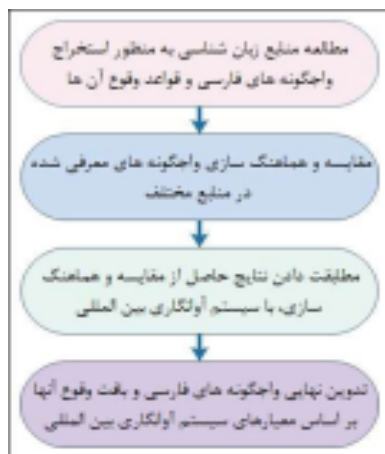 مطالعه منابع زبان شناسی به منظور استخراج
واجگونه های فارسی و قواعد وقوع آن ها
مقایسه و هماهنگ سازی واجگونه های معرفی شده
در منابع مختلف
مطابقت دادن نتایج حاصل از مقایسه و هماهنگ
سازی، با سیستم آوانگاری بین المللی
تدوین نهایی واجگونه های فارسی و بافت وقوع آنها
بر اساس معیارهای سیستم آوانگاری بین المللی